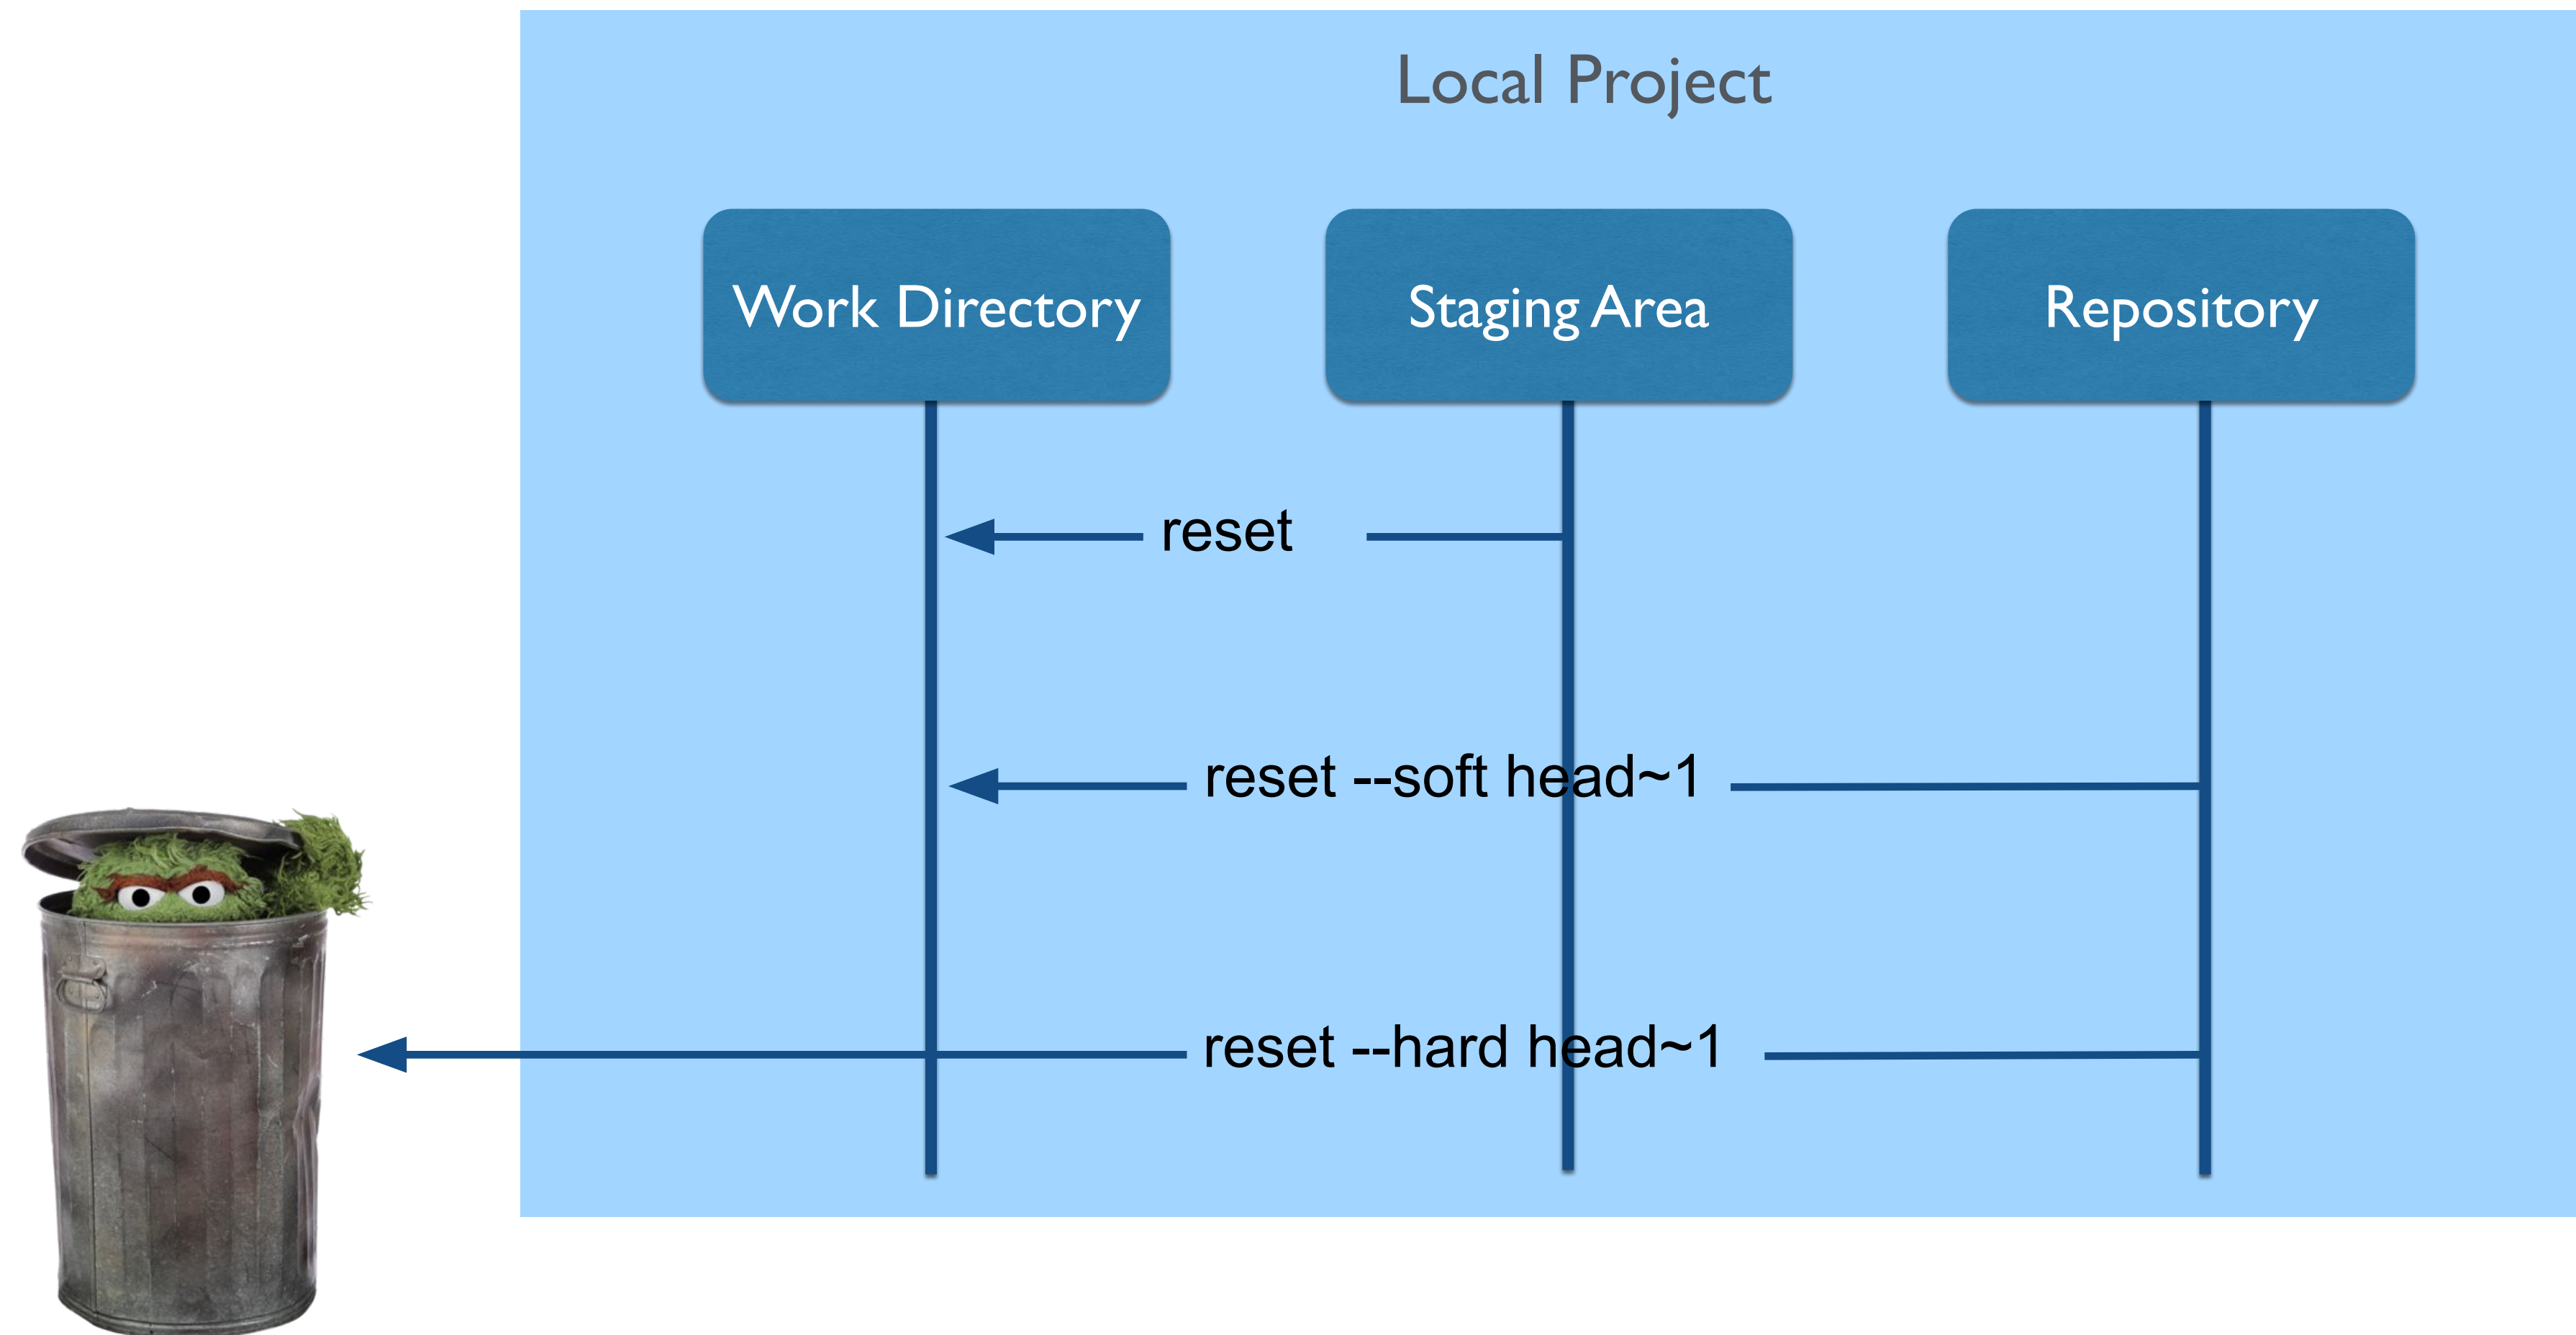 Local Project
Work Directory
Staging Area
Repository
reset
reset --soft head~1
reset --hard head~1